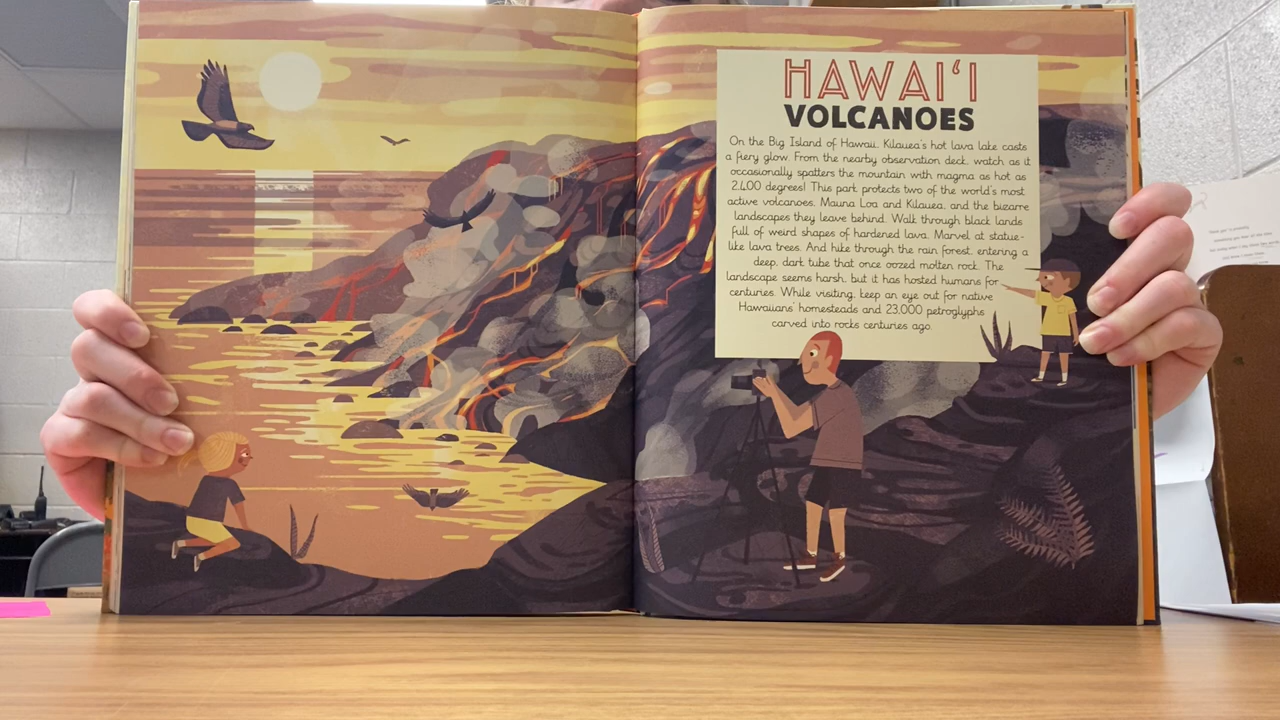 HAWAIʻI
VOLCANOES
On the Big Island of Hawaii, Kilauea's hot lava lake casts
a fiery glow. From the nearby observation deck, watch as it
occasionally spatters the mountain with magma as hot as
2,400 degrees! This park protects two of the world's most
active volcanoes, Mauna Loa and Kilauea, and the bizarre
landscapes they leave behind. Walk through black lands
full of weird shapes of hardened lava. Marvel at statue-
like lava trees. And hike through the rain forest, entering a
deep, dark tube that once oozed molten rock. The
landscape seems harsh, but it has hosted humans for
centuries. While visiting, keep an eye out for native
Hawaiians' homesteads and 23,000 petroglyphs
carved into rocks centuries ago.